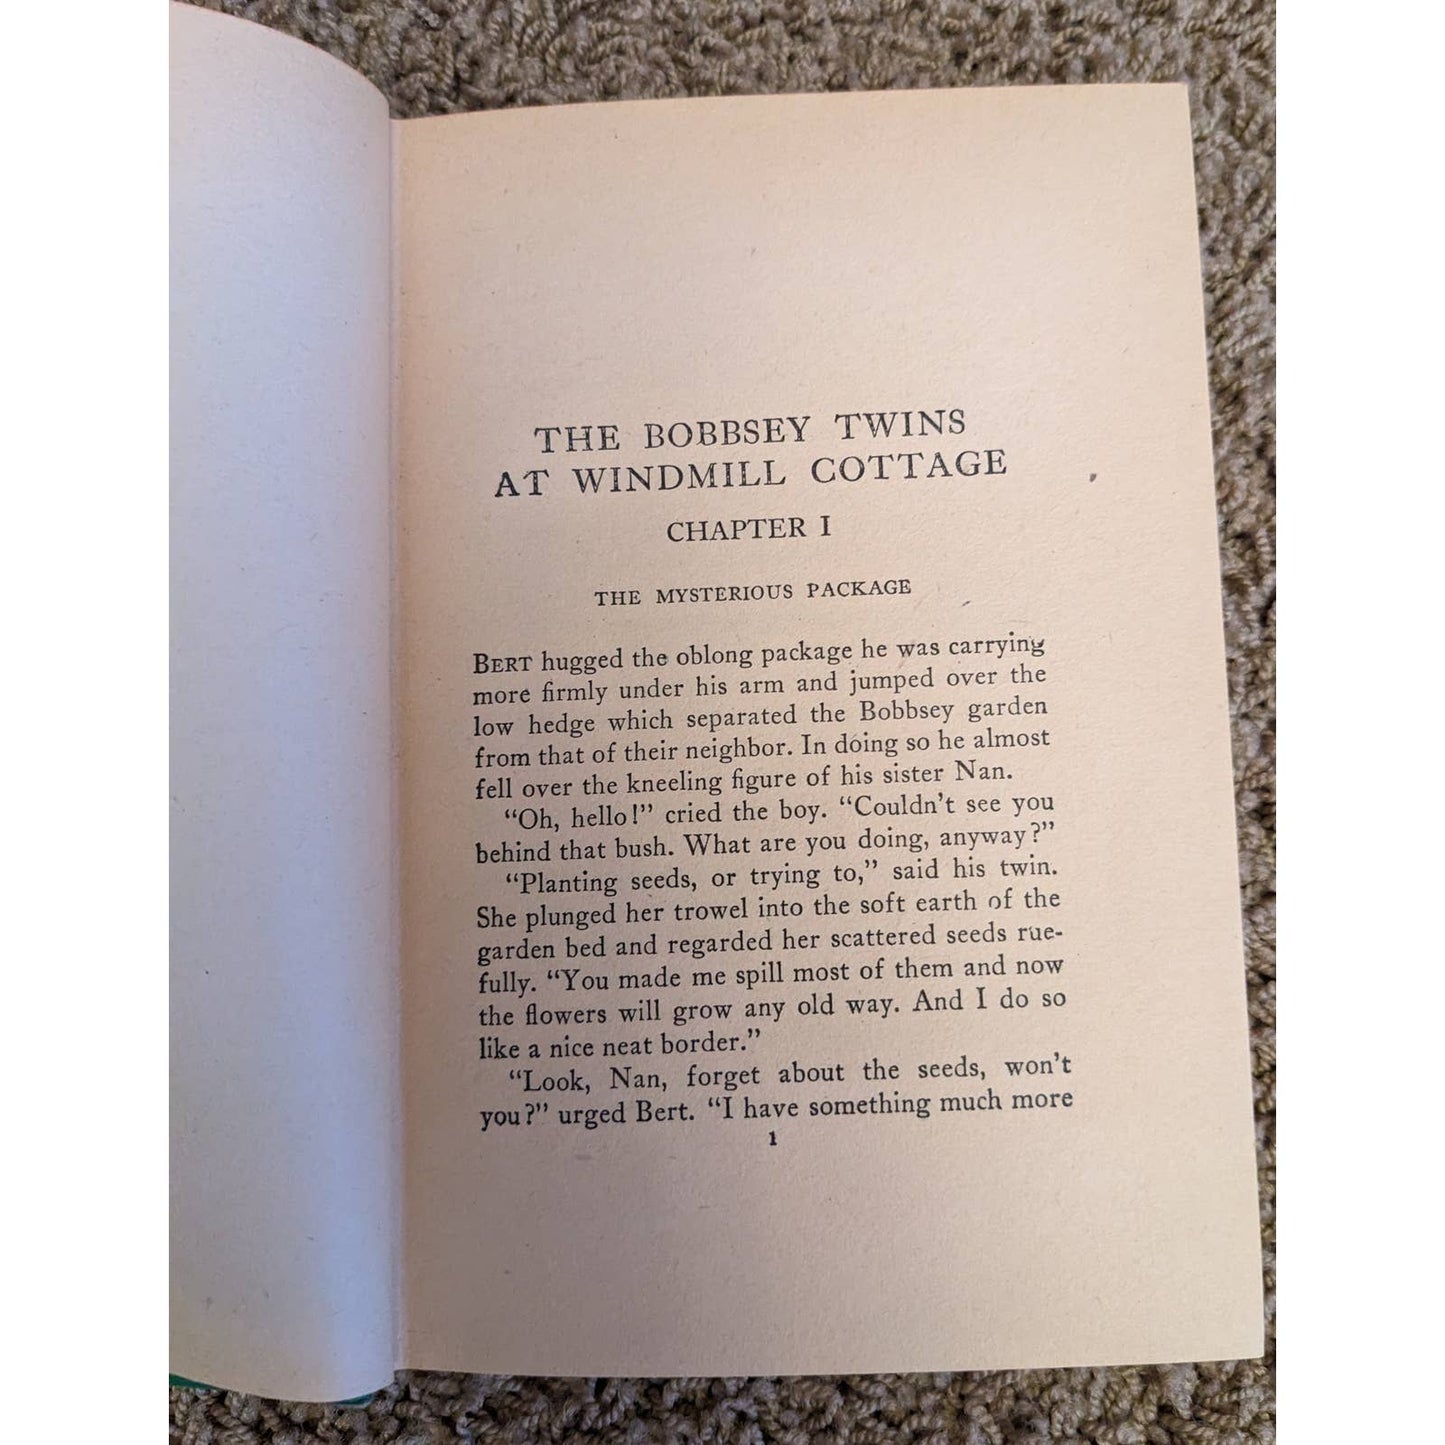 THE BOBBSEY TWINS
AT WINDMILL COTTAGE
CHAPTER I
THE MYSTERIOUS PACKAGE
BERT hugged the oblong package he was carrying
more firmly under his arm and jumped over the
low hedge which separated the Bobbsey garden
from that of their neighbor. In doing so he almost
fell over the kneeling figure of his sister Nan.
“Oh, hello!” cried the boy. “Couldn’t see you
behind that bush. What are you doing, anyway?”
“Planting seeds, or trying to,” said his twin.
She plunged her trowel into the soft earth of the
garden bed and regarded her scattered seeds rue-
fully. “You made me spill most of them and now
the flowers will grow any old way. And I do so
like a nice neat border.”
“Look, Nan, forget about the seeds, won’t
you?” urged Bert. “I have something much more
1